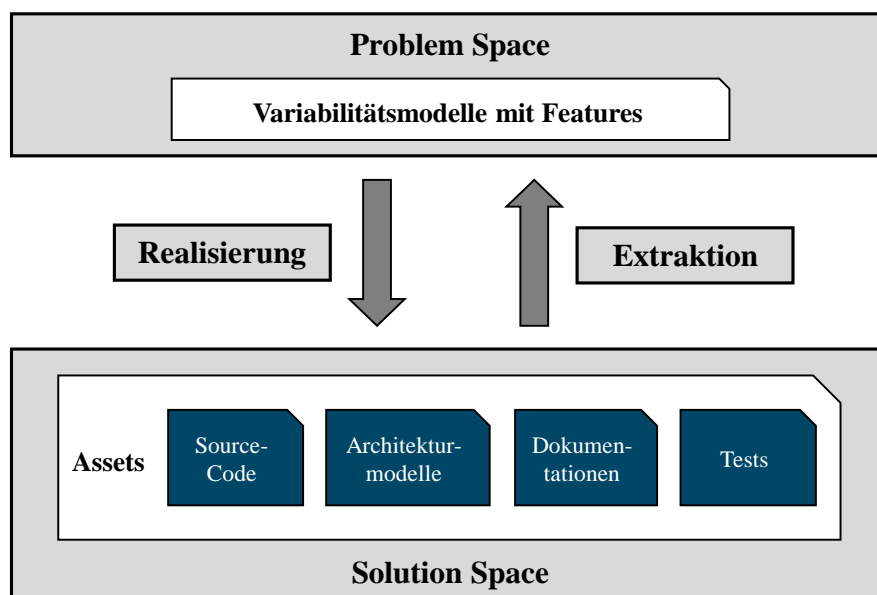 Problem Space
Variabilitätsmodelle mit Features
Realisierung
Extraktion
Assets
Source-
Code
Architektur-
modelle
Dokumen-
tationen
Tests
Solution Space